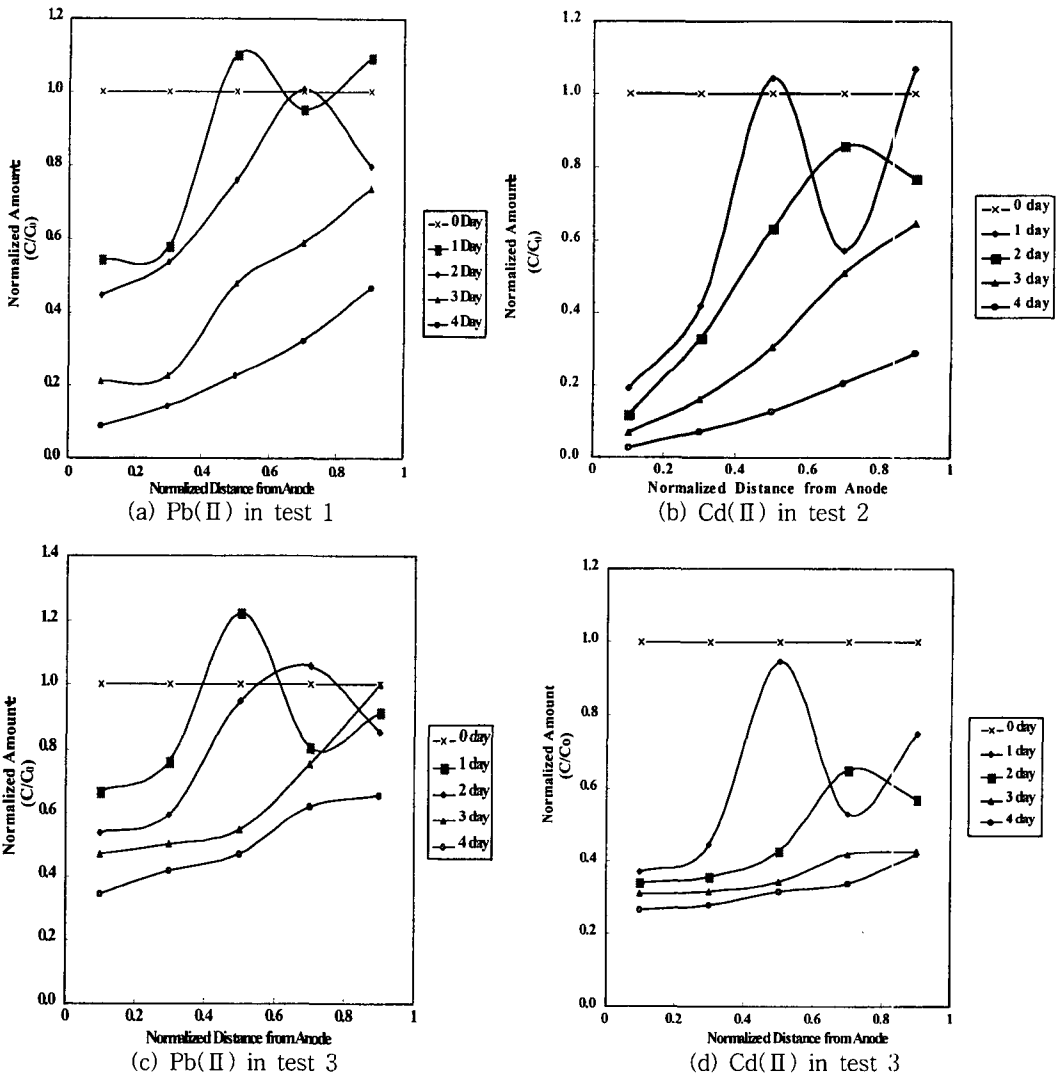 1.2
1.0
0.8
0.6
0.4
0.2
0.0
0 0.2 0.4 0.6 0.8 1
Normalized Amount
(C/C₀)
Normalized Distance from Anode
0 Day
1 Day
2 Day
3 Day
4 Day
(a) Pb(Ⅱ) in test 1
1.2
1.0
0.8
0.6
0.4
0.2
0.0
0 0.2 0.4 0.6 0.8 1
Normalized Amount
(C/C₀)
Normalized Distance from Anode
0 day
1 day
2 day
3 day
4 day
(b) Cd(Ⅱ) in test 2
1.4
1.2
1.0
0.8
0.6
0.4
0.2
0.0
0 0.2 0.4 0.6 0.8 1
Normalized Amount
(C/C₀)
Normalized Distance from Anode
0 day
1 day
2 day
3 day
4 day
(c) Pb(Ⅱ) in test 3
1.2
1.0
0.8
0.6
0.4
0.2
0.0
0 0.2 0.4 0.6 0.8 1
Normalized Amount
(C/Co)
Normalized Distance from Anode
0 day
1 day
2 day
3 day
4 day
(d) Cd(Ⅱ) in test 3